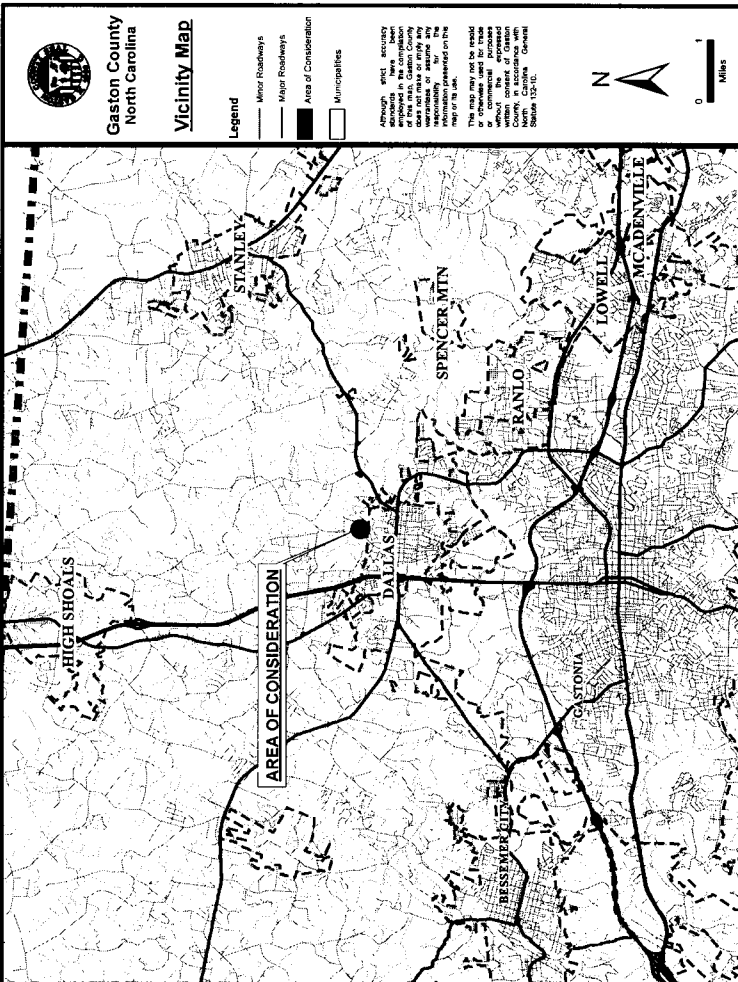 Gaston County
North Carolina
Vicinity Map
Legend
Minor Roadways
Major Roadways
Area of Consideration
Municipalities
Although strict accuracy
standards have been
employed in the compilation
of this map, Gaston County
does not make or imply any
warranties or assume any
responsibility for the
information presented on this
map or its use.
This map may not be resold
or otherwise used for trade
or commercial purposes
without the expressed
written consent of Gaston
County, in accordance with
North Carolina General
Statute 132-10.
N
0 1
Miles
HIGH SHOALS
STANLEY
AREA OF CONSIDERATION
DALLAS
SPENCER MTN
RANLO
LOWELL
MCADENVILLE
BESSEMER CITY
GASTONIA